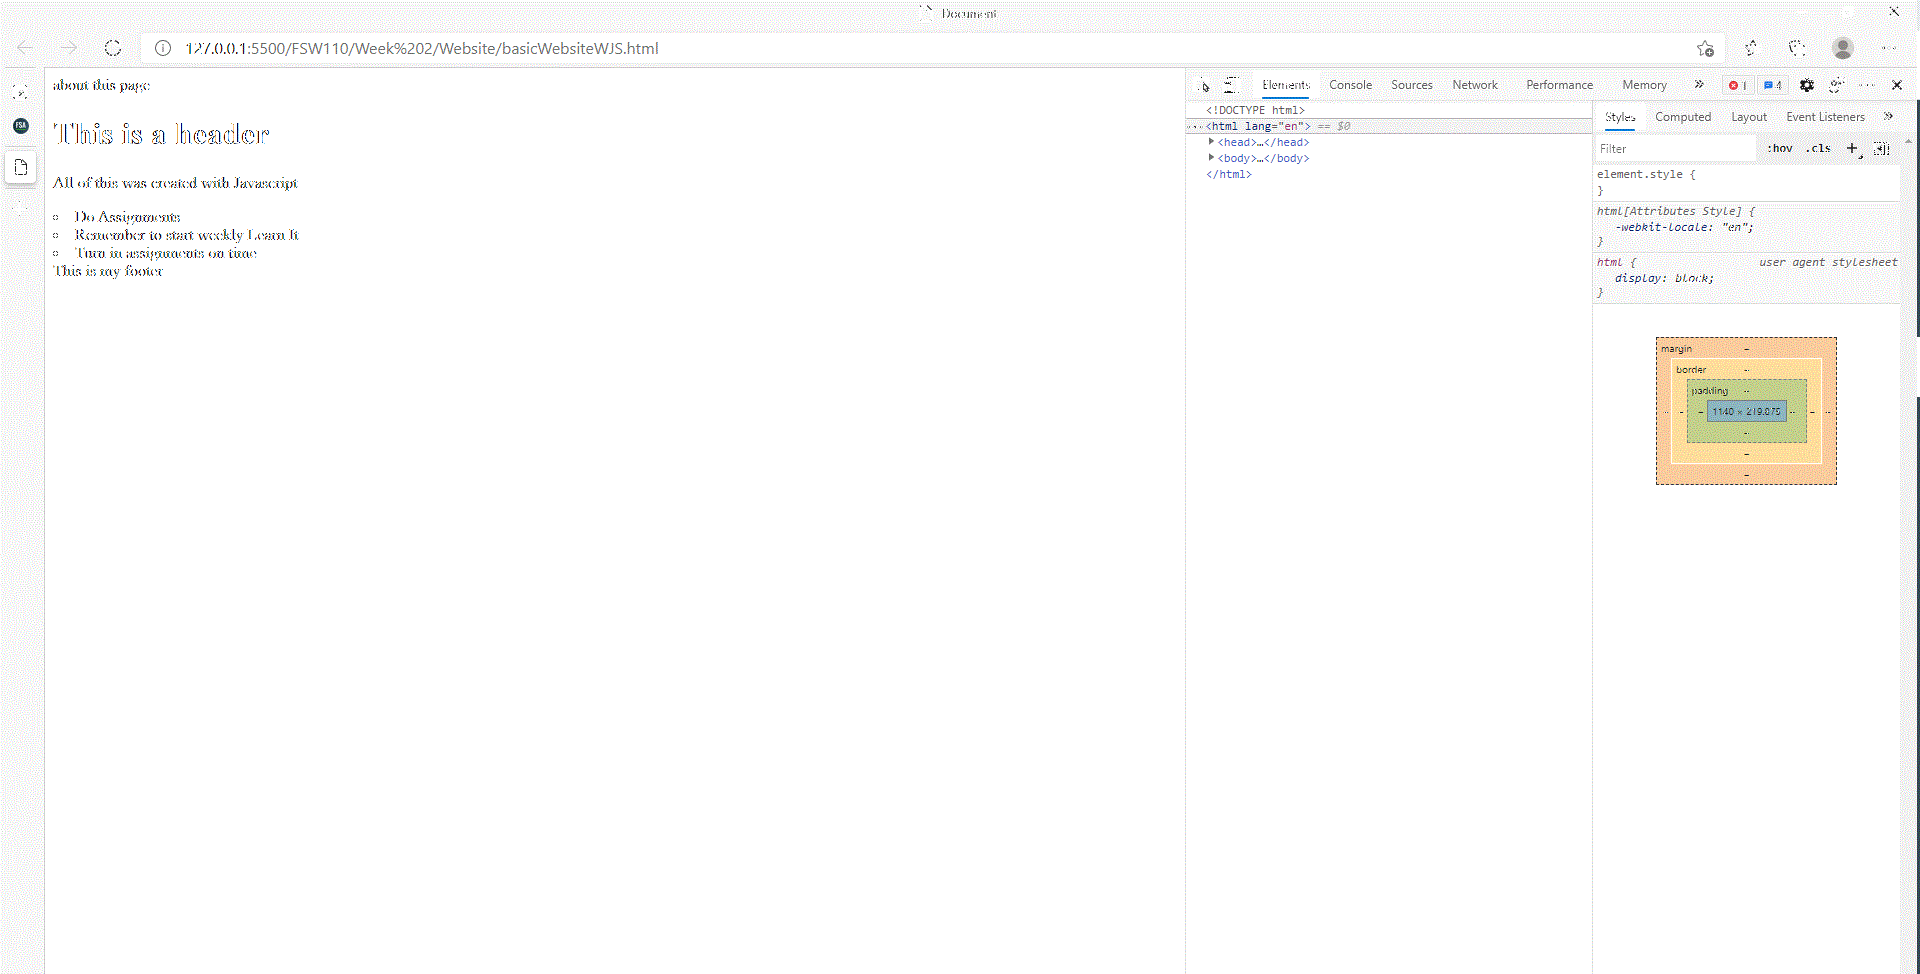 Document
127.0.0.1:5500/FSW110/Week%202/Website/basicWebsiteWJS.html
FSA
about this page
This is a header
All of this was created with Javascript
Do Assignments
Remember to start weekly Learn It
Turn in assignments on time
This is my footer
Elements Console Sources Network Performance Memory » 1 4
<!DOCTYPE html>
<html lang="en"> == $0
<head>…</head>
<body>…</body>
</html>
Styles Computed Layout Event Listeners »
Filter :hov .cls +
element.style {
}
html[Attributes Style] {
-webkit-locale: "en";
}
html { user agent stylesheet
display: block;
}
margin –
border –
padding –
– – – 1140 × 219.875 – – –
–
–
–